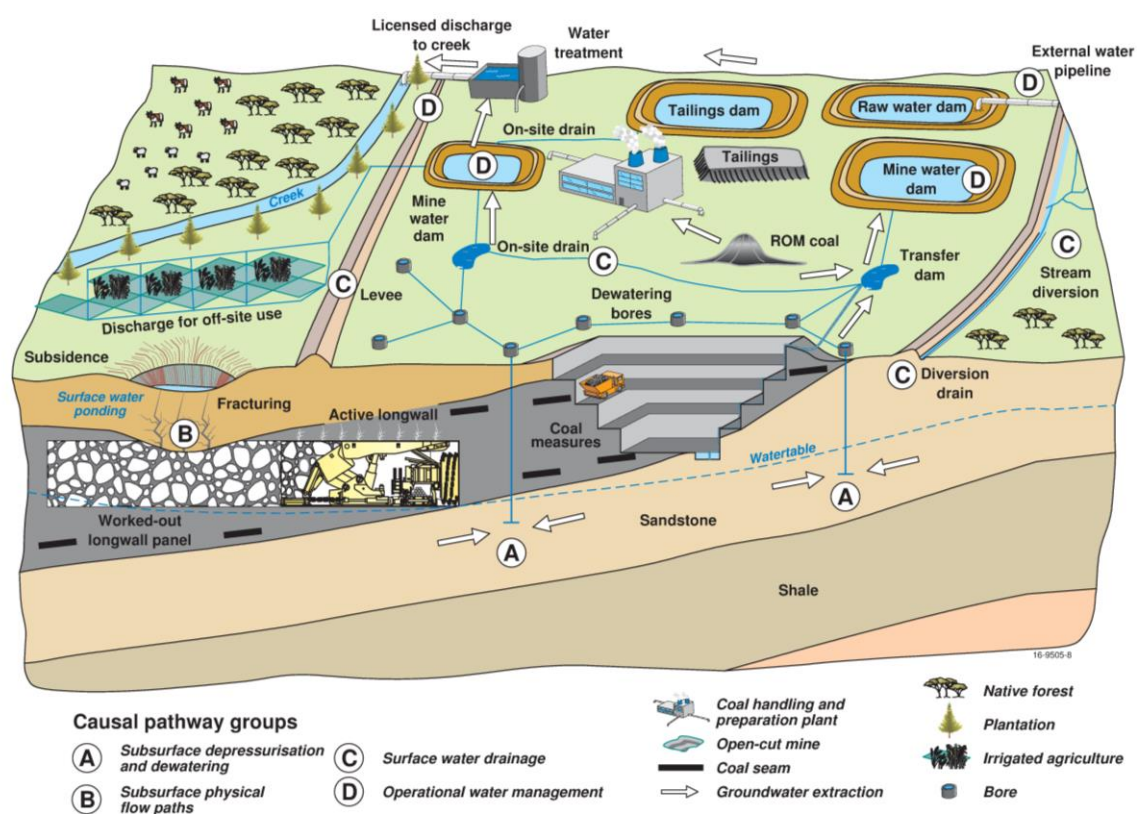 Licensed discharge
to creek
Water
treatment
External water
pipeline
D
D
Tailings dam
Raw water dam
On-site drain
Tailings
D
Mine water
dam
D
Creek
Mine
water
dam
On-site drain
ROM coal
C
C
Transfer
dam
Stream
diversion
C
Levee
Dewatering
bores
Discharge for off-site use
Subsidence
Surface water
ponding
Fracturing
B
Active longwall
Coal
measures
C
Diversion
drain
Watertable
A
Worked-out
longwall panel
A
Sandstone
Shale
16-9505-8
Causal pathway groups
A
Subsurface depressurisation
and dewatering
B
Subsurface physical
flow paths
C
Surface water drainage
D
Operational water management
Coal handling and
preparation plant
Open-cut mine
Coal seam
Groundwater extraction
Native forest
Plantation
Irrigated agriculture
Bore